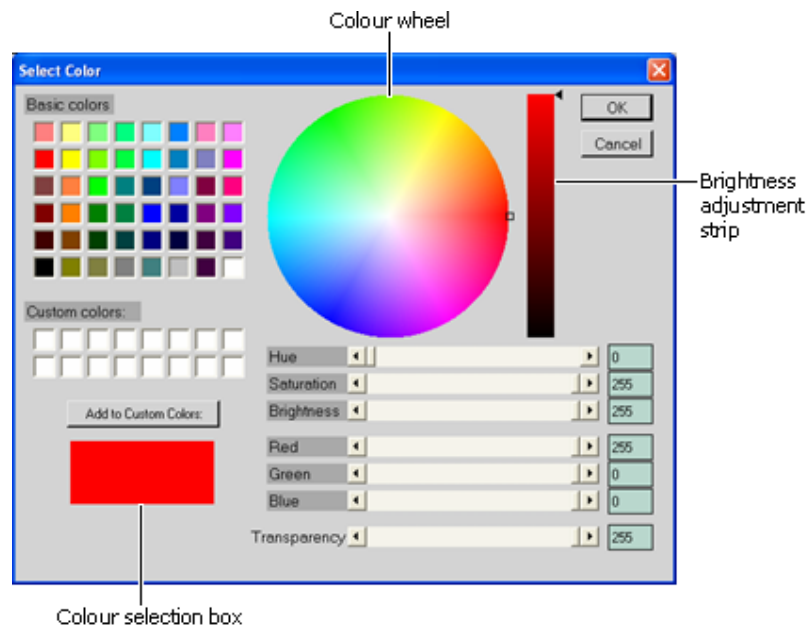 Colour wheel
Select Color
Basic colors
OK
Cancel
Brightness
adjustment
strip
Custom colors:
Hue 0
Saturation 255
Brightness 255
Add to Custom Colors:
Red 255
Green 0
Blue 0
Transparency 255
Colour selection box